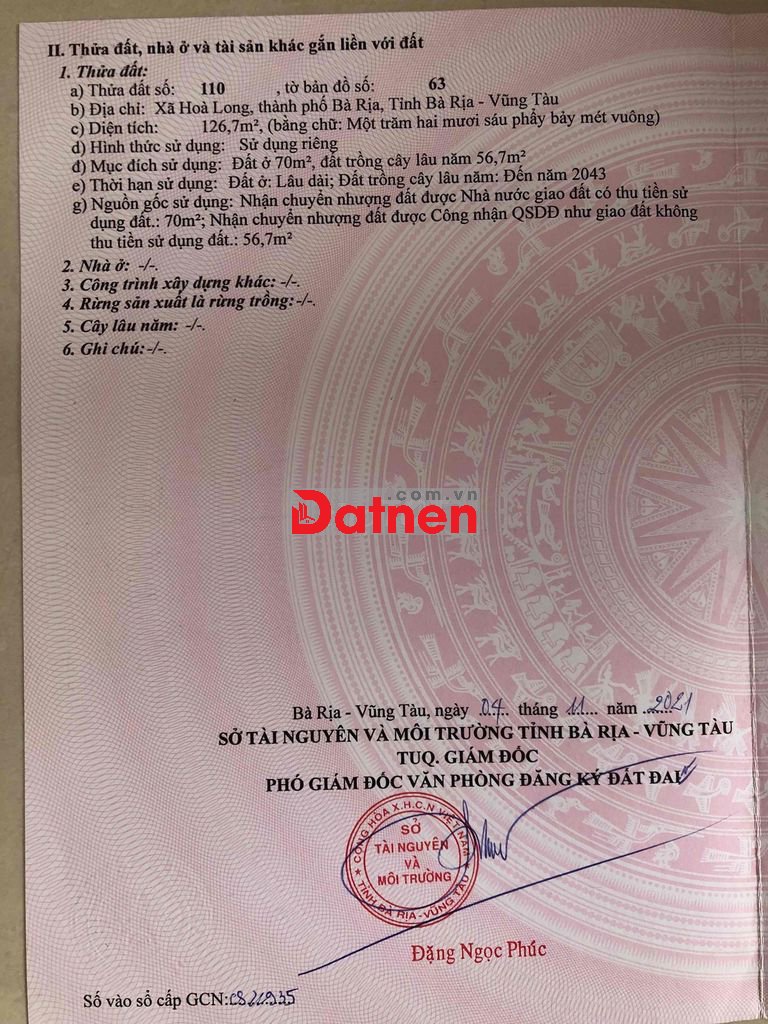 II. Thửa đất, nhà ở và tài sản khác gắn liền với đất
1. Thửa đất:
a) Thửa đất số: 110 , tờ bản đồ số: 63
b) Địa chỉ: Xã Hoà Long, thành phố Bà Rịa, Tỉnh Bà Rịa - Vũng Tàu
c) Diện tích: 126,7m², (bằng chữ: Một trăm hai mươi sáu phẩy bảy mét vuông)
d) Hình thức sử dụng: Sử dụng riêng
đ) Mục đích sử dụng: Đất ở 70m², đất trồng cây lâu năm 56,7m²
e) Thời hạn sử dụng: Đất ở: Lâu dài; Đất trồng cây lâu năm: Đến năm 2043
g) Nguồn gốc sử dụng: Nhận chuyển nhượng đất được Nhà nước giao đất có thu tiền sử
dụng đất.: 70m²; Nhận chuyển nhượng đất được Công nhận QSDĐ như giao đất không
thu tiền sử dụng đất.: 56,7m²
2. Nhà ở: -/-.
3. Công trình xây dựng khác: -/-.
4. Rừng sản xuất là rừng trồng:-/-.
5. Cây lâu năm: -/-.
6. Ghi chú:-/-.
.com.vn
Datnen
Bà Rịa - Vũng Tàu, ngày 04 tháng 11 năm 2021
SỞ TÀI NGUYÊN VÀ MÔI TRƯỜNG TỈNH BÀ RỊA - VŨNG TÀU
TUQ. GIÁM ĐỐC
PHÓ GIÁM ĐỐC VĂN PHÒNG ĐĂNG KÝ ĐẤT ĐAI
CỘNG HÒA X.H.C.N VIỆT NAM
SỞ
TÀI NGUYÊN
VÀ
MÔI TRƯỜNG
TỈNH BÀ RỊA-VŨNG TÀU
Đặng Ngọc Phúc
Số vào sổ cấp GCN: